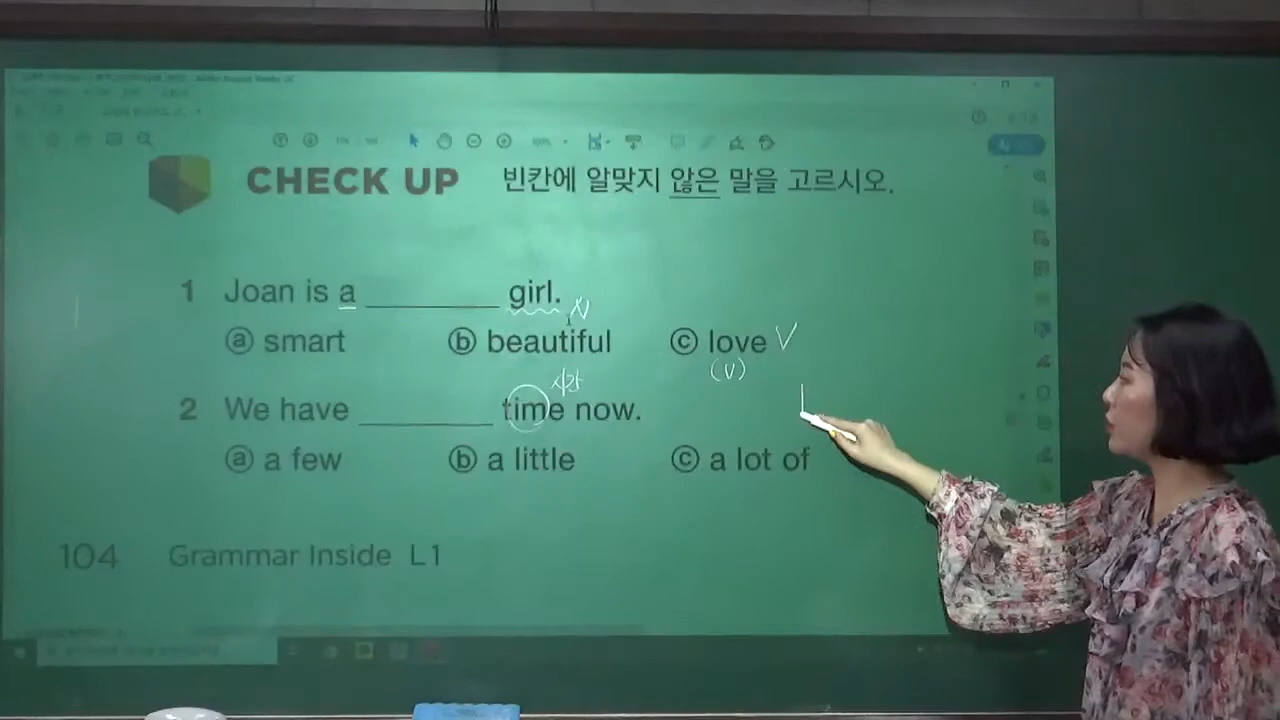 CHECK UP 빈칸에 알맞지 않은 말을 고르시오.
1 Joan is a ________ girl.
N
ⓐ smart ⓑ beautiful ⓒ love V
(V)
시간
2 We have ________ time now.
ⓐ a few ⓑ a little ⓒ a lot of
104 Grammar Inside L1